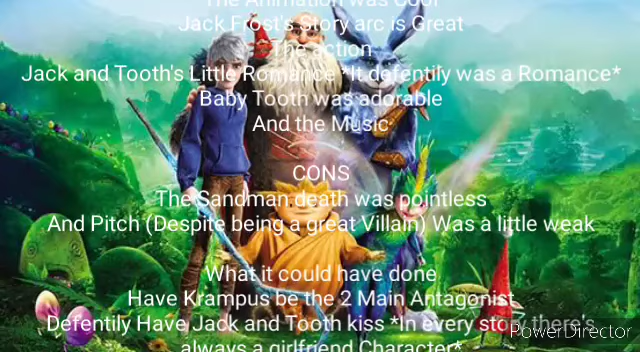 The Animation was Cool
Jack Frost's Story arc is Great
The action
Jack and Tooth's Little Romance *It defently was a Romance*
Baby Tooth was adorable
And the Music
CONS
The Sandman death was pointless
And Pitch (Despite being a great Villain) Was a little weak
What it could have done
Have Krampus be the 2 Main Antagonist
Defently Have Jack and Tooth kiss *In every story there's
always a girlfriend Character*
PowerDirector